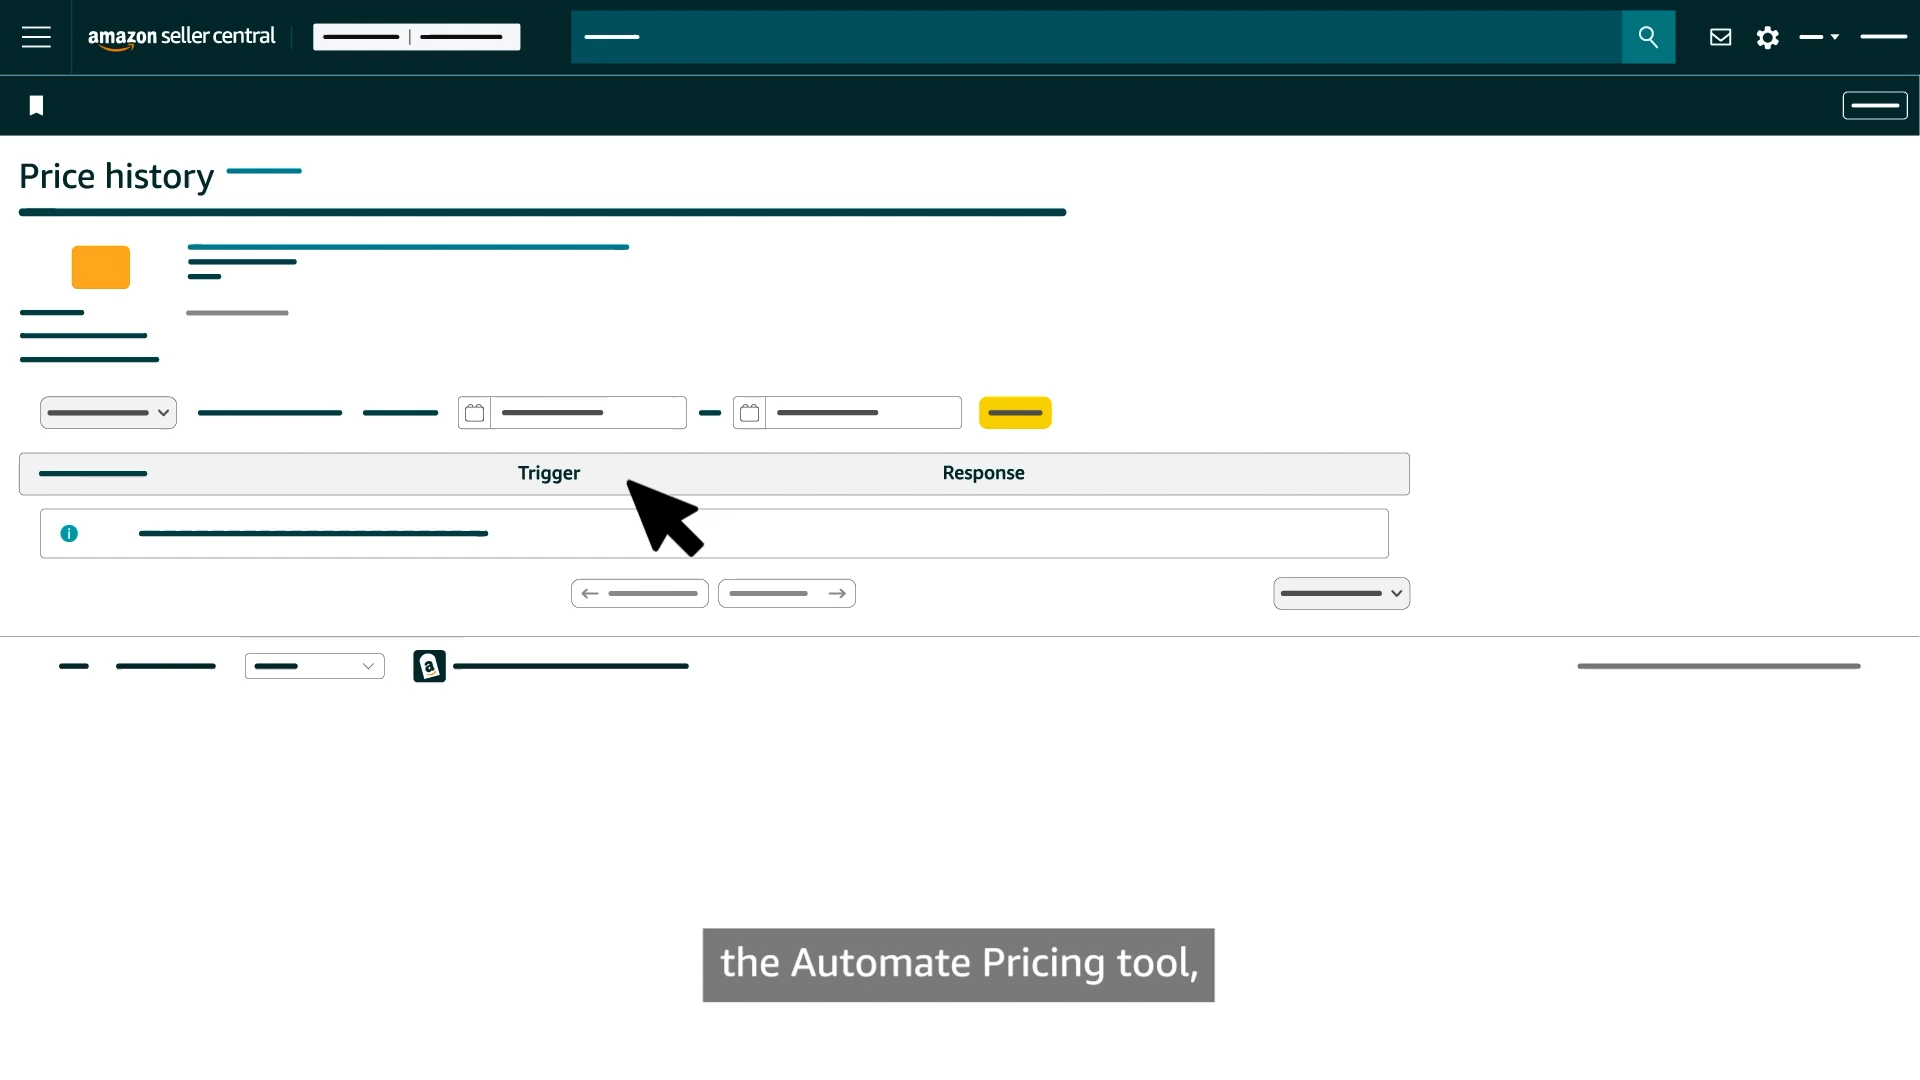 amazon seller central
Price history
Trigger
Response
the Automate Pricing tool,